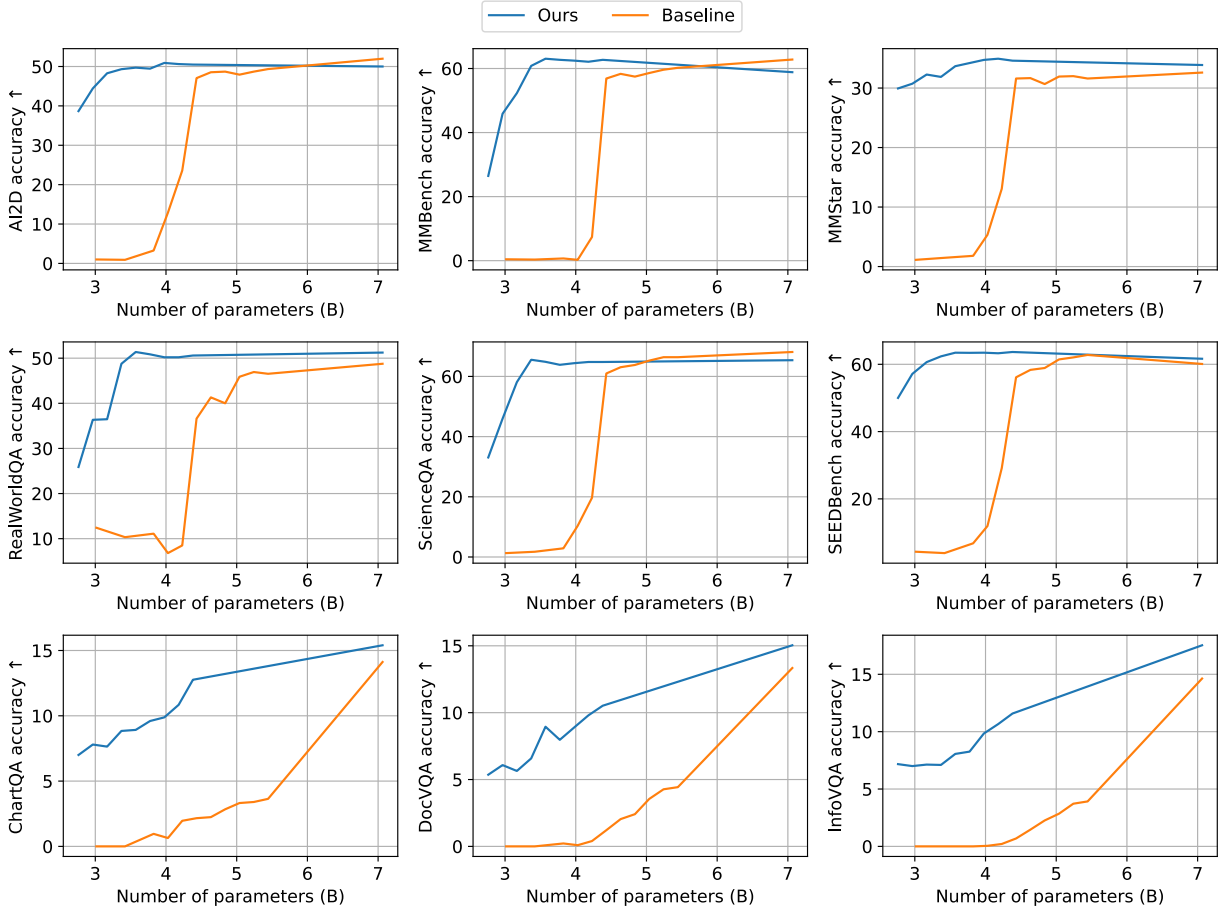 Ours Baseline
AI2D accuracy ↑
50
40
30
20
10
0
3 4 5 6 7
Number of parameters (B)
MMBench accuracy ↑
60
40
20
0
3 4 5 6 7
Number of parameters (B)
MMStar accuracy ↑
30
20
10
0
3 4 5 6 7
Number of parameters (B)
RealWorldQA accuracy ↑
50
40
30
20
10
3 4 5 6 7
Number of parameters (B)
ScienceQA accuracy ↑
60
40
20
0
3 4 5 6 7
Number of parameters (B)
SEEDBench accuracy ↑
60
40
20
3 4 5 6 7
Number of parameters (B)
ChartQA accuracy ↑
15
10
5
0
3 4 5 6 7
Number of parameters (B)
DocVQA accuracy ↑
15
10
5
0
3 4 5 6 7
Number of parameters (B)
InfoVQA accuracy ↑
15
10
5
0
3 4 5 6 7
Number of parameters (B)